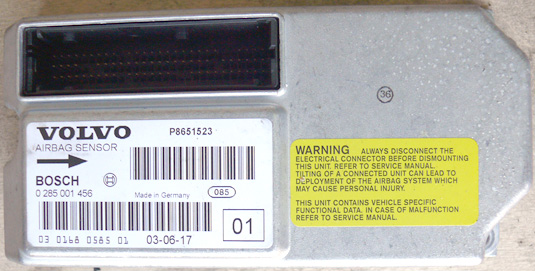 36
VOLVO
P8651523
AIRBAG SENSOR
BOSCH
0 285 001 456
Made in Germany
085
03 0168 0585 01
03-06-17
01
WARNING ALWAYS DISCONNECT THE
ELECTRICAL CONNECTOR BEFORE DISMOUNTING
THIS UNIT. REFER TO SERVICE MANUAL.
TILTING OF A CONNECTED UNIT CAN LEAD TO
DEPLOYMENT OF THE AIRBAG SYSTEM WHICH
MAY CAUSE PERSONAL INJURY.
THIS UNIT CONTAINS VEHICLE SPECIFIC
FUNCTIONAL DATA. IN CASE OF MALFUNCTION
REFER TO SERVICE MANUAL.